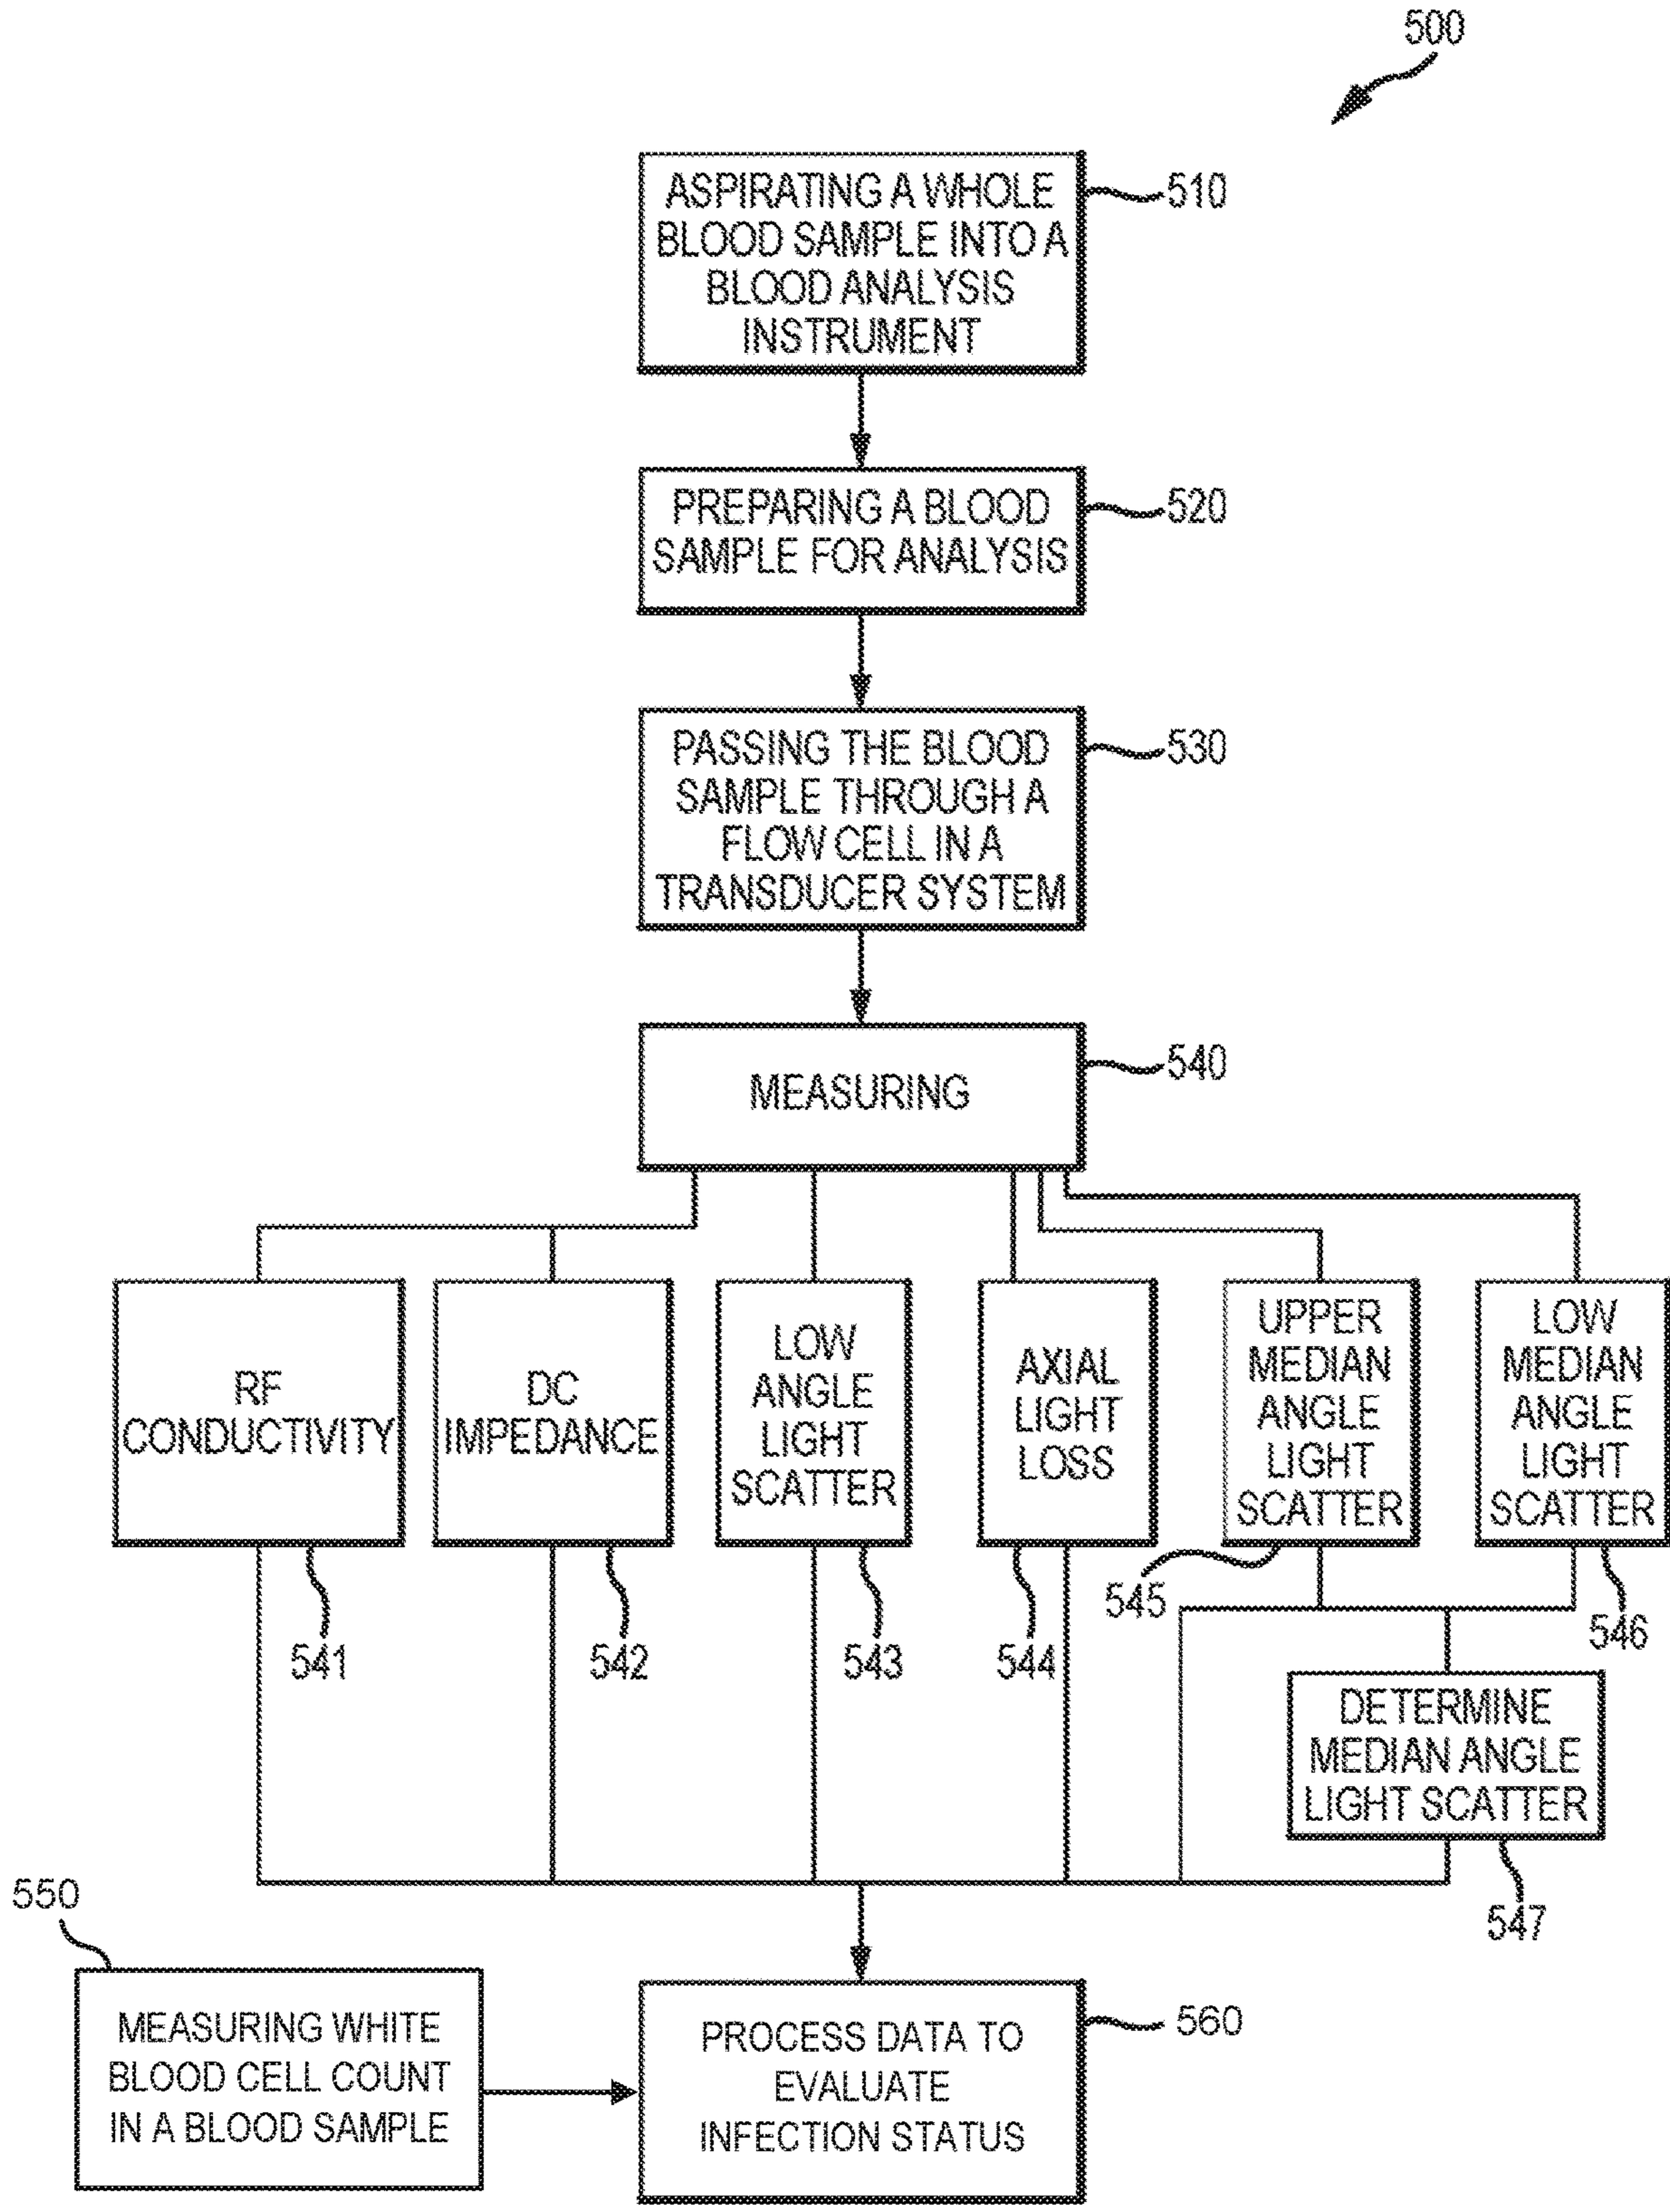 500
ASPIRATING A WHOLE
BLOOD SAMPLE INTO A
BLOOD ANALYSIS
INSTRUMENT
510
PREPARING A BLOOD
SAMPLE FOR ANALYSIS
520
PASSING THE BLOOD
SAMPLE THROUGH A
FLOW CELL IN A
TRANSDUCER SYSTEM
530
MEASURING
540
RF
CONDUCTIVITY
541
DC
IMPEDANCE
542
LOW
ANGLE
LIGHT
SCATTER
543
AXIAL
LIGHT
LOSS
544
UPPER
MEDIAN
ANGLE
LIGHT
SCATTER
545
LOW
MEDIAN
ANGLE
LIGHT
SCATTER
546
DETERMINE
MEDIAN ANGLE
LIGHT SCATTER
547
550
MEASURING WHITE
BLOOD CELL COUNT
IN A BLOOD SAMPLE
PROCESS DATA TO
EVALUATE
INFECTION STATUS
560